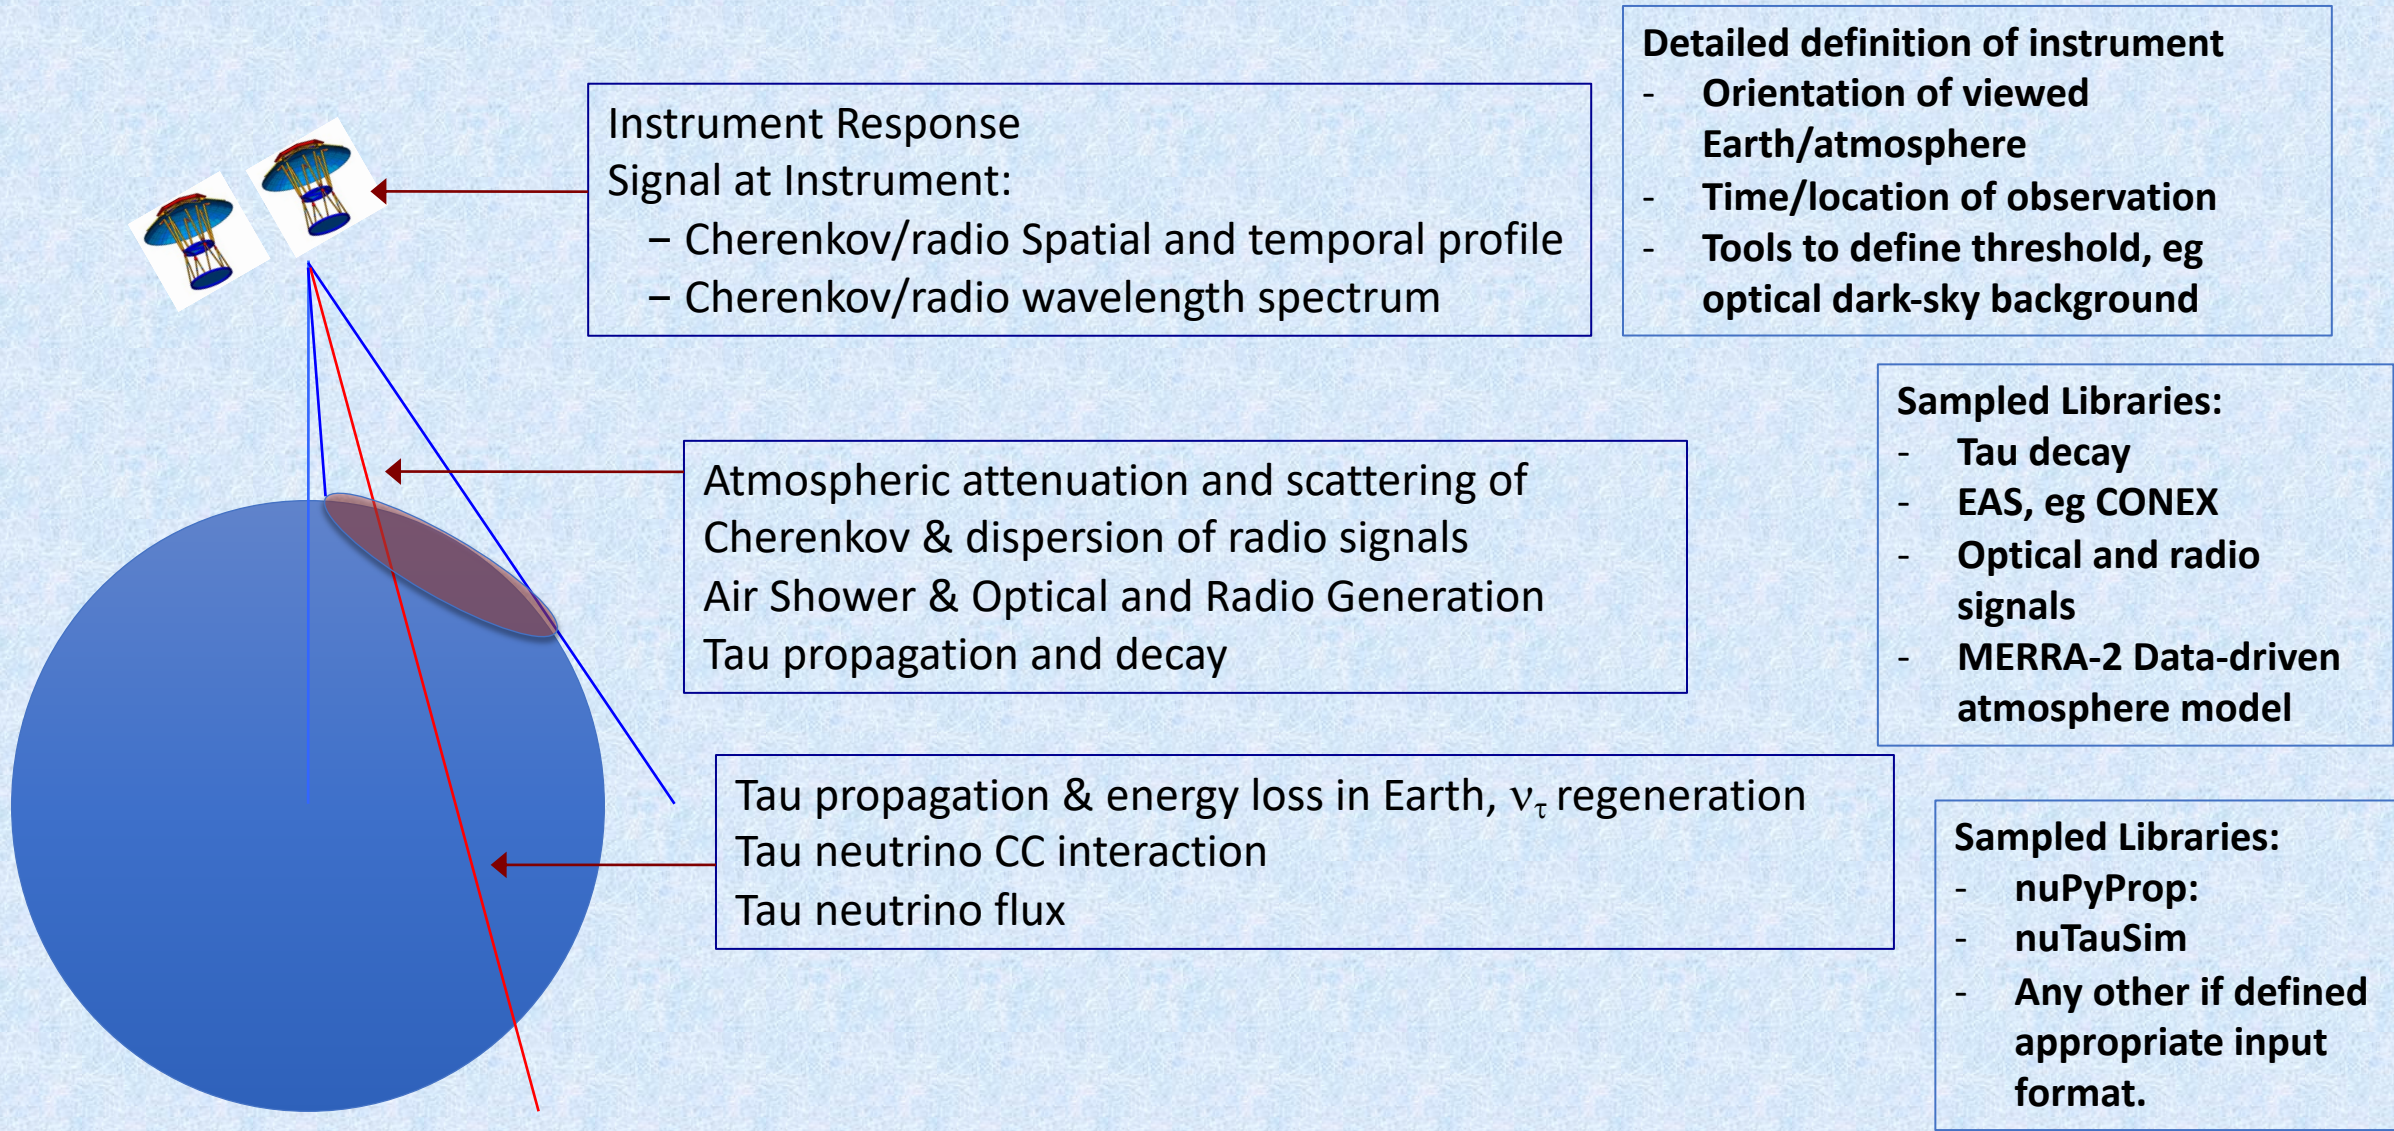 Instrument Response
Signal at Instrument:
– Cherenkov/radio Spatial and temporal profile
– Cherenkov/radio wavelength spectrum
Detailed definition of instrument
- Orientation of viewed
Earth/atmosphere
- Time/location of observation
- Tools to define threshold, eg
optical dark-sky background
Atmospheric attenuation and scattering of
Cherenkov & dispersion of radio signals
Air Shower & Optical and Radio Generation
Tau propagation and decay
Sampled Libraries:
- Tau decay
- EAS, eg CONEX
- Optical and radio
signals
- MERRA-2 Data-driven
atmosphere model
Tau propagation & energy loss in Earth, ντ regeneration
Tau neutrino CC interaction
Tau neutrino flux
Sampled Libraries:
- nuPyProp:
- nuTauSim
- Any other if defined
appropriate input
format.